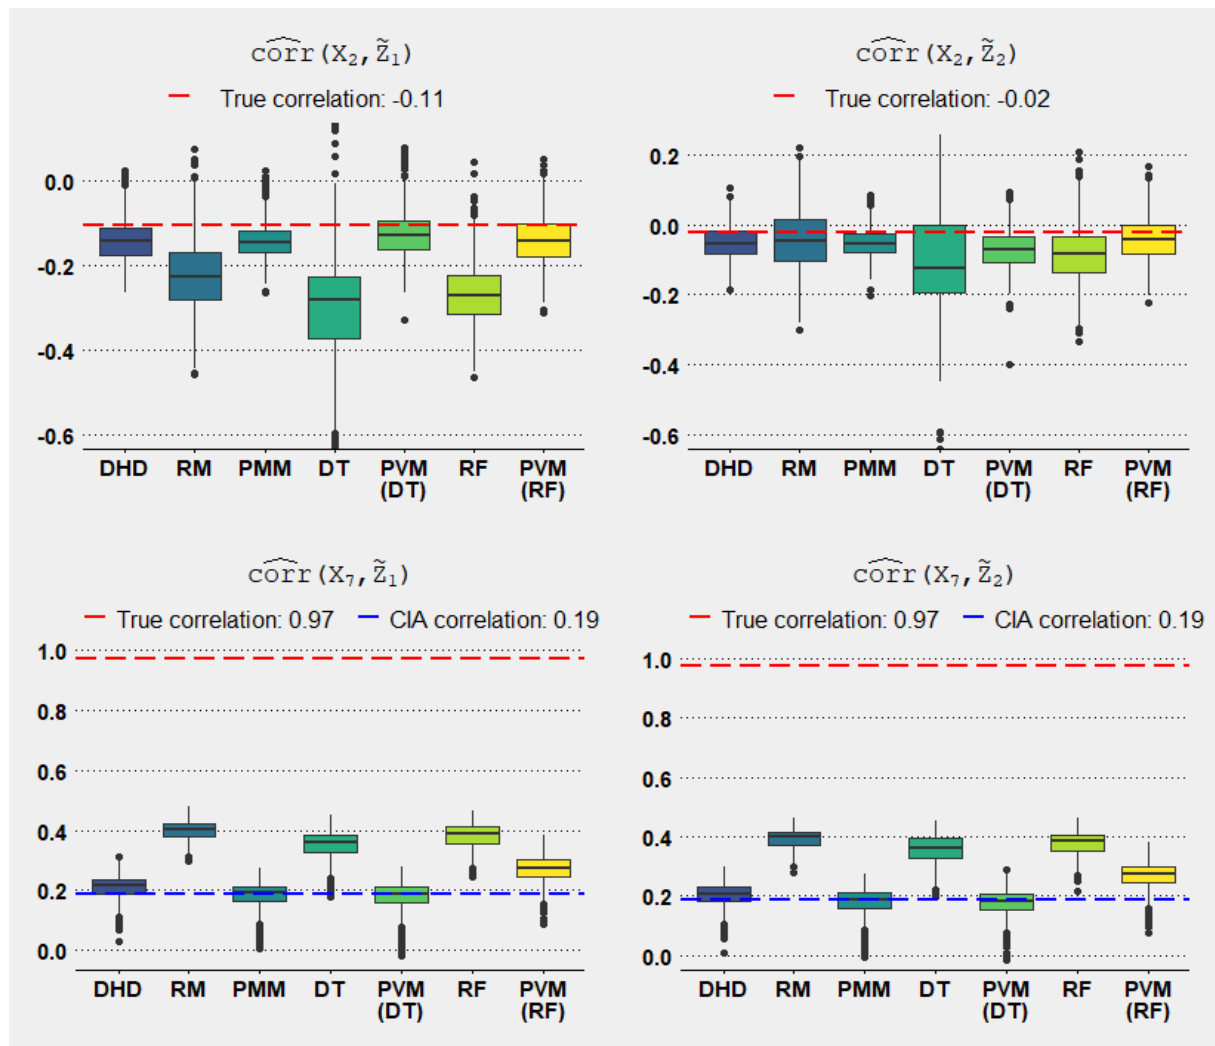 corr(X₂, Z̃₁)
True correlation: -0.11
0.0
-0.2
-0.4
-0.6
DHD RM PMM DT PVM (DT) RF PVM (RF)
corr(X₂, Z̃₂)
True correlation: -0.02
0.2
0.0
-0.2
-0.4
-0.6
DHD RM PMM DT PVM (DT) RF PVM (RF)
corr(X₇, Z̃₁)
True correlation: 0.97 CIA correlation: 0.19
1.0
0.8
0.6
0.4
0.2
0.0
DHD RM PMM DT PVM (DT) RF PVM (RF)
corr(X₇, Z̃₂)
True correlation: 0.97 CIA correlation: 0.19
1.0
0.8
0.6
0.4
0.2
0.0
DHD RM PMM DT PVM (DT) RF PVM (RF)